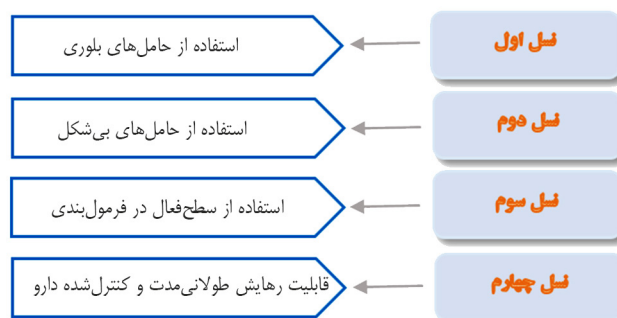 نسل اول
استفاده از حامل‌های بلوری
نسل دوم
استفاده از حامل‌های بی‌شکل
نسل سوم
استفاده از سطح‌فعال در فرمول‌بندی
نسل چهارم
قابلیت رهایش طولانی‌مدت و کنترل‌شده دارو